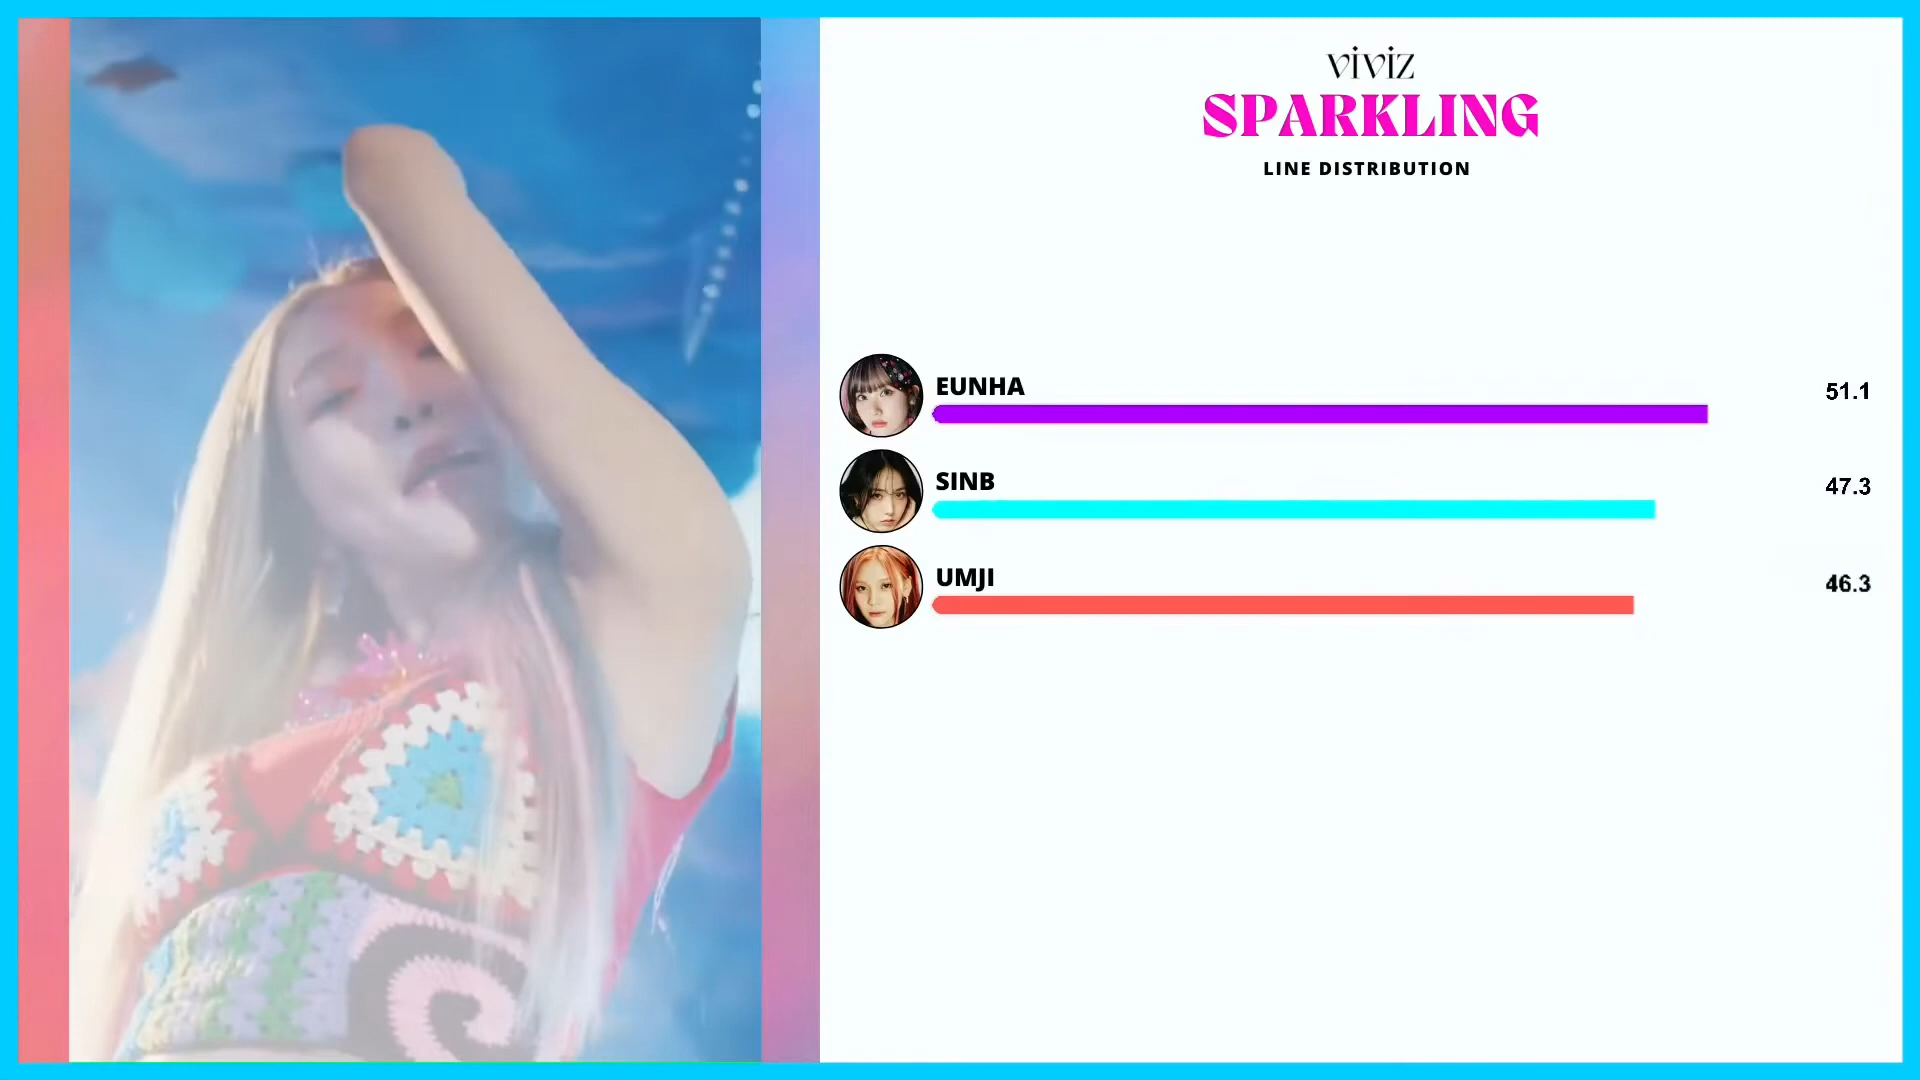 viviz
SPARKLING
LINE DISTRIBUTION
EUNHA
51.1
SINB
47.3
UMJI
46.3